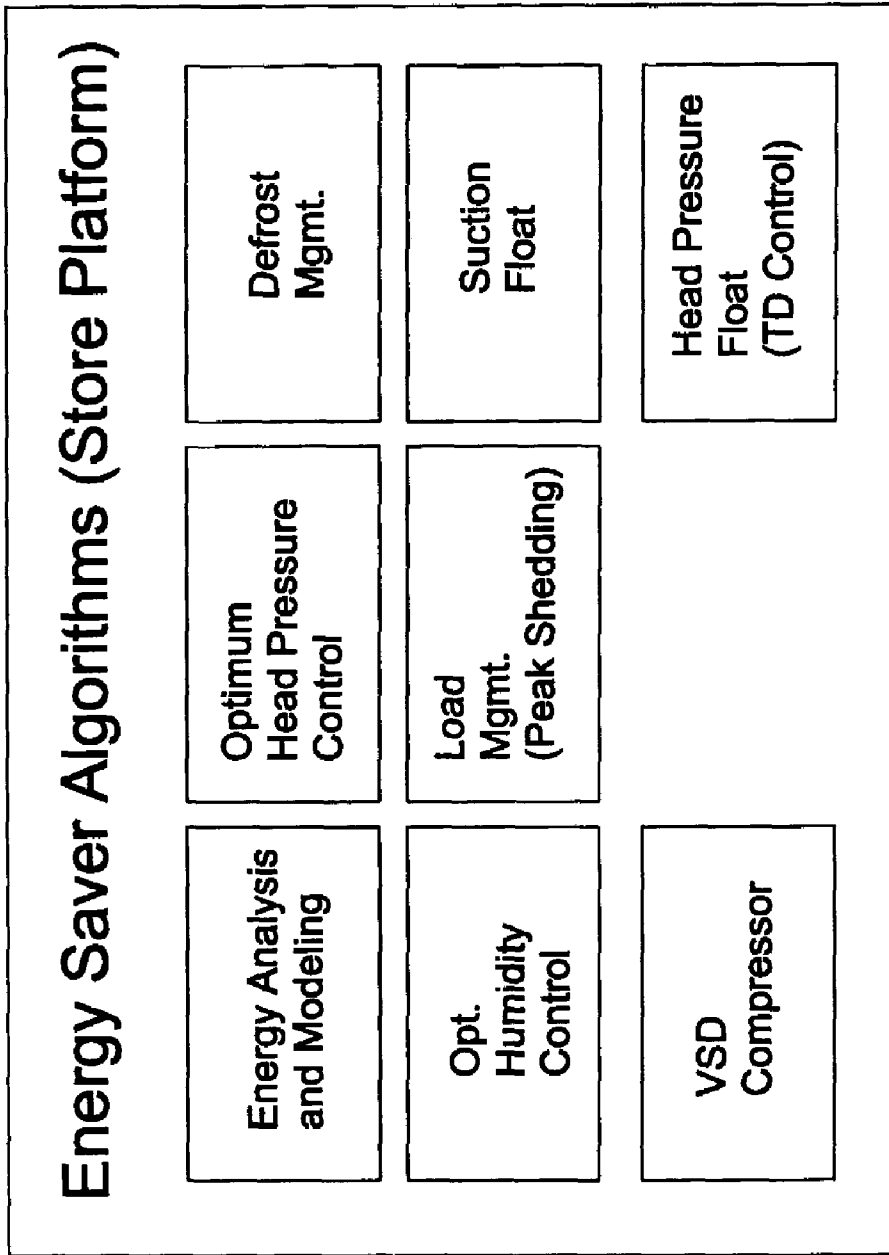 Energy Saver Algorithms (Store Platform)
Energy Analysis
and Modeling
Optimum
Head Pressure
Control
Defrost
Mgmt.
Opt.
Humidity
Control
Load
Mgmt.
(Peak Shedding)
Suction
Float
VSD
Compressor
Head Pressure
Float
(TD Control)